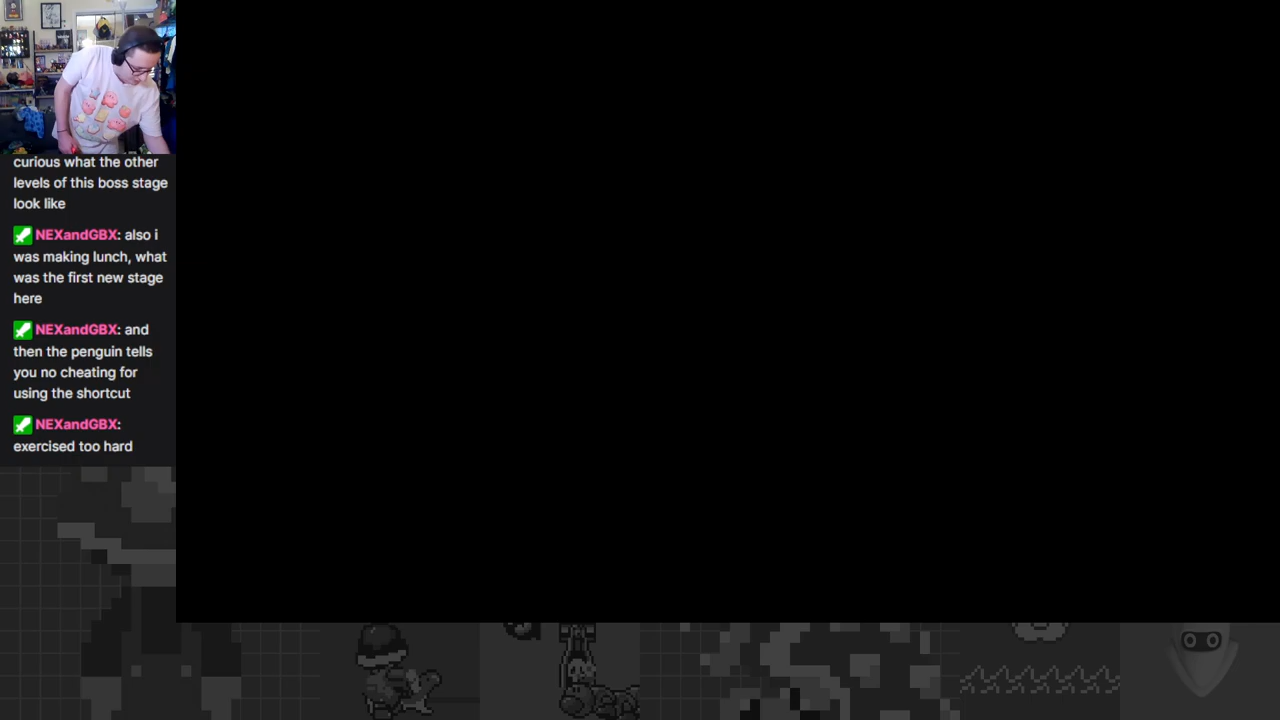 curious what the other
levels of this boss stage
look like
NEXandGBX: also i
was making lunch, what
was the first new stage
here
NEXandGBX: and
then the penguin tells
you no cheating for
using the shortcut
NEXandGBX:
exercised too hard